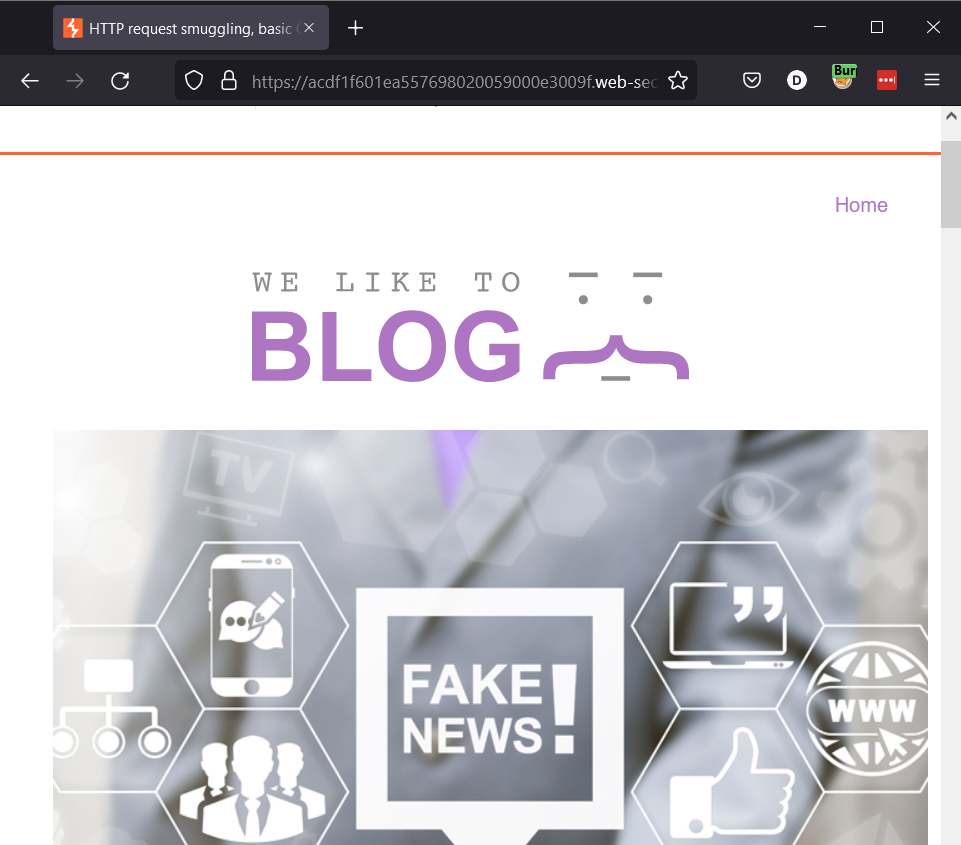 HTTP request smuggling, basic
https://acdf1f601ea557698020059000e3009f.web-sec
Bur
Home
WE LIKE TO
BLOG
TV
FAKE
NEWS!
WWW